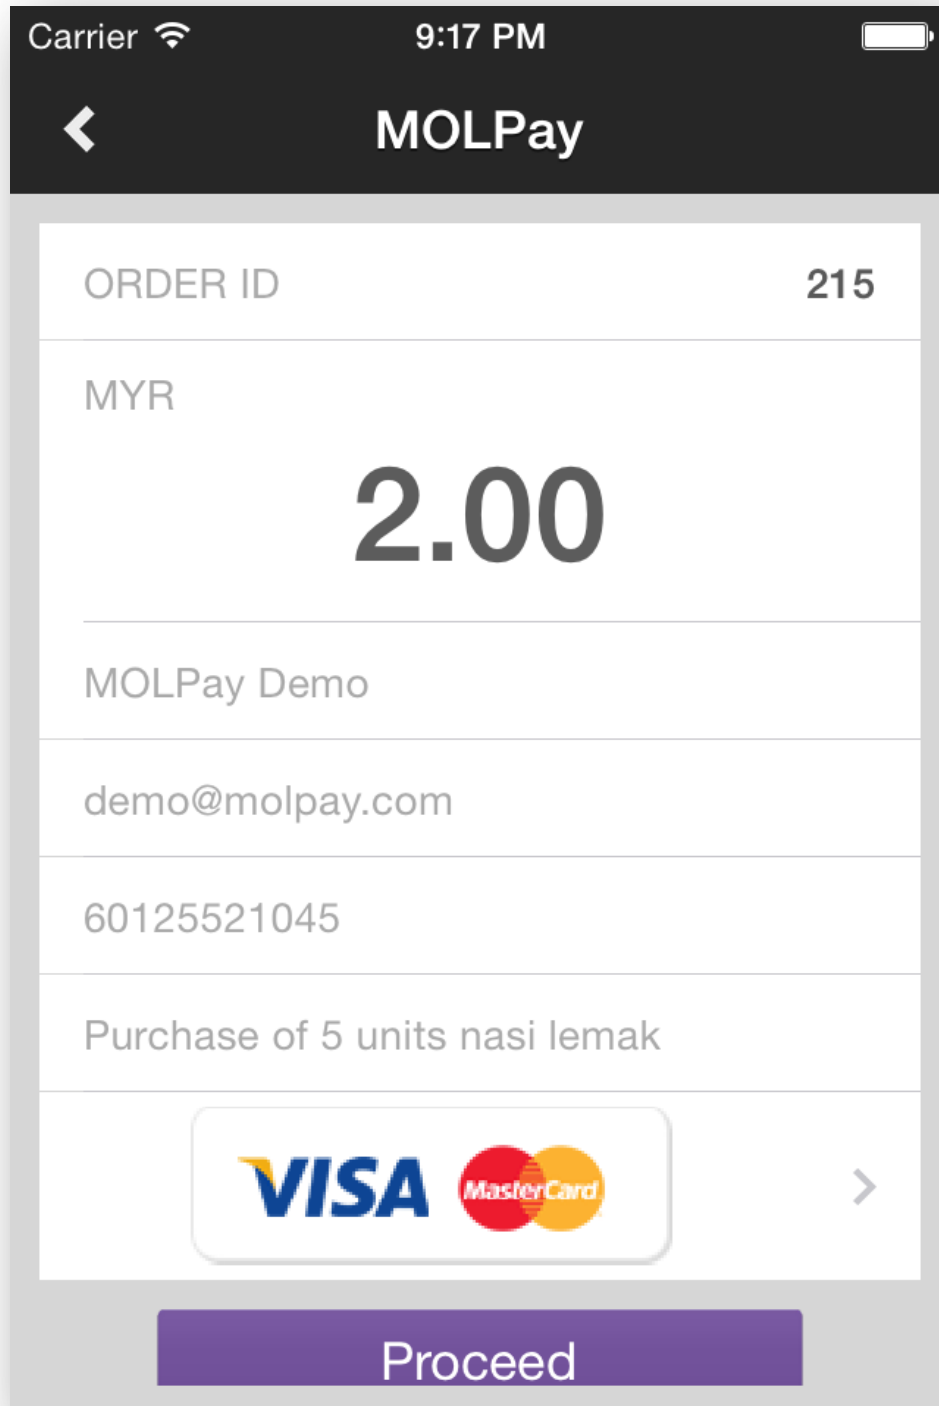 Carrier 9:17 PM
MOLPay
ORDER ID 215
MYR
2.00
MOLPay Demo
demo@molpay.com
60125521045
Purchase of 5 units nasi lemak
VISA MasterCard
Proceed